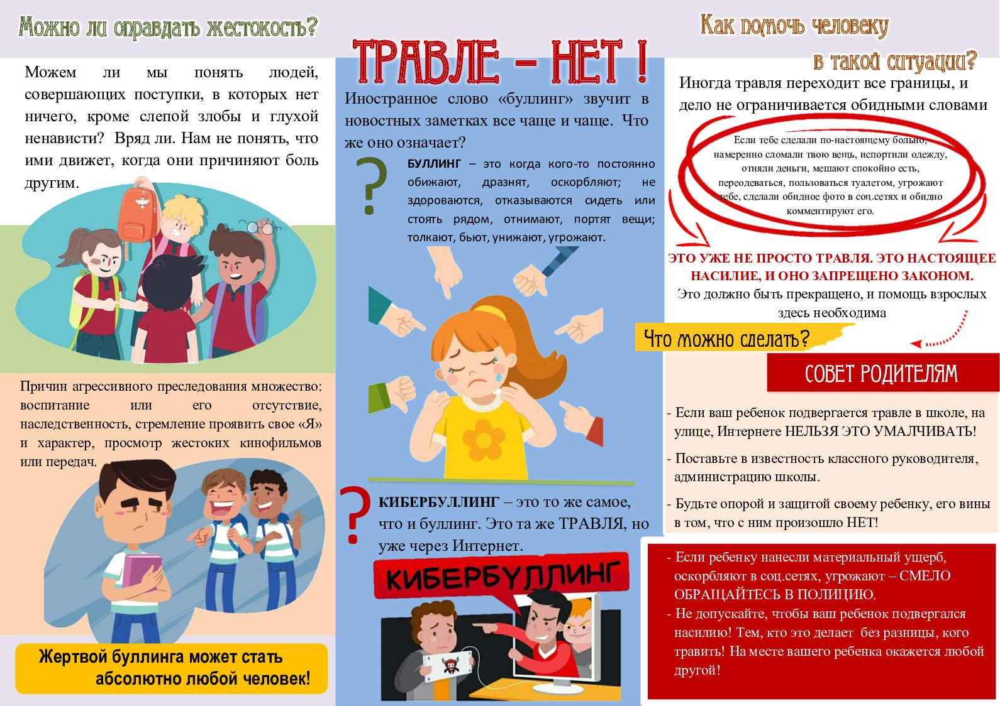 Можно ли оправдать жестокость?
Можем ли мы понять людей,
совершающих поступки, в которых нет
ничего, кроме слепой злобы и глухой
ненависти? Вряд ли. Нам не понять, что
ими движет, когда они причиняют боль
другим.
Причин агрессивного преследования множество:
воспитание или его отсутствие,
наследственность, стремление проявить свое «Я»
и характер, просмотр жестоких кинофильмов
или передач.
Жертвой буллинга может стать
абсолютно любой человек!
ТРАВЛЕ – НЕТ !
Иностранное слово «буллинг» звучит в
новостных заметках все чаще и чаще. Что
же оно означает?
?
БУЛЛИНГ – это когда кого-то постоянно
обижают, дразнят, оскорбляют; не
здороваются, отказываются сидеть или
стоять рядом, отнимают, портят вещи;
толкают, бьют, унижают, угрожают.
?
КИБЕРБУЛЛИНГ – это то же самое,
что и буллинг. Это та же ТРАВЛЯ, но
уже через Интернет.
КИБЕРБУЛЛИНГ
Как помочь человеку
в такой ситуации?
Иногда травля переходит все границы, и
дело не ограничивается обидными словами
Если тебе сделали по-настоящему больно,
намеренно сломали твою вещь, испортили одежду,
отняли деньги, мешают спокойно есть,
переодеваться, пользоваться туалетом, угрожают
тебе, сделали обидное фото в соц.сетях и обидно
комментируют его.
ЭТО УЖЕ НЕ ПРОСТО ТРАВЛЯ. ЭТО НАСТОЯЩЕЕ
НАСИЛИЕ, И ОНО ЗАПРЕЩЕНО ЗАКОНОМ.
Это должно быть прекращено, и помощь взрослых
здесь необходима
Что можно сделать?
СОВЕТ РОДИТЕЛЯМ
- Если ваш ребенок подвергается травле в школе, на
улице, Интернете НЕЛЬЗЯ ЭТО УМАЛЧИВАТЬ!
- Поставьте в известность классного руководителя,
администрацию школы.
- Будьте опорой и защитой своему ребенку, его вины
в том, что с ним произошло НЕТ!
- Если ребенку нанесли материальный ущерб,
оскорбляют в соц.сетях, угрожают – СМЕЛО
ОБРАЩАЙТЕСЬ В ПОЛИЦИЮ.
- Не допускайте, чтобы ваш ребенок подвергался
насилию! Тем, кто это делает без разницы, кого
травить! На месте вашего ребенка окажется любой
другой!